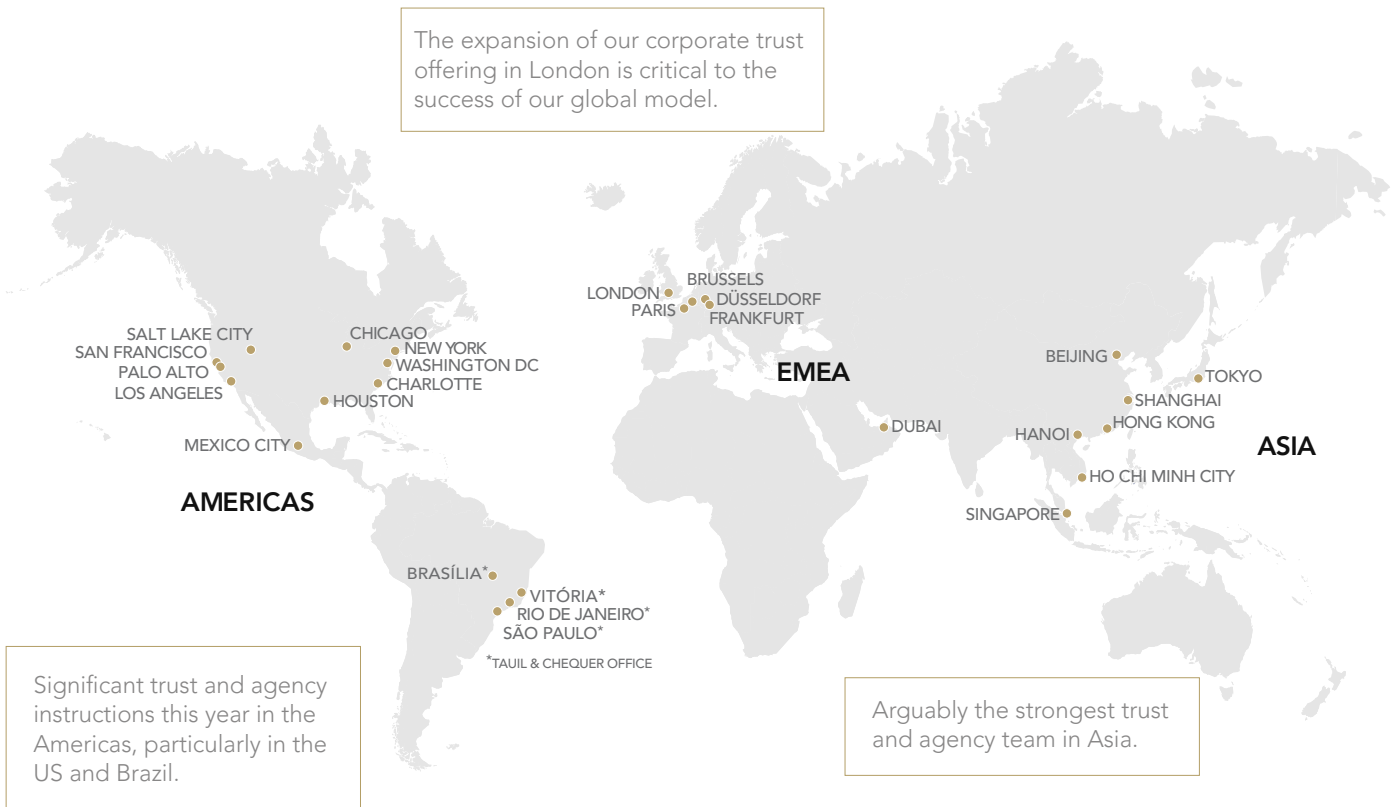 The expansion of our corporate trust
offering in London is critical to the
success of our global model.
LONDON
BRUSSELS
PARIS
DÜSSELDORF
FRANKFURT
SALT LAKE CITY
SAN FRANCISCO
PALO ALTO
LOS ANGELES
CHICAGO
NEW YORK
WASHINGTON DC
CHARLOTTE
HOUSTON
MEXICO CITY
AMERICAS
EMEA
DUBAI
BEIJING
TOKYO
SHANGHAI
HONG KONG
HANOI
ASIA
HO CHI MINH CITY
SINGAPORE
BRASÍLIA*
VITÓRIA*
RIO DE JANEIRO*
SÃO PAULO*
*TAUIL & CHEQUER OFFICE
Significant trust and agency
instructions this year in the
Americas, particularly in the
US and Brazil.
Arguably the strongest trust
and agency team in Asia.